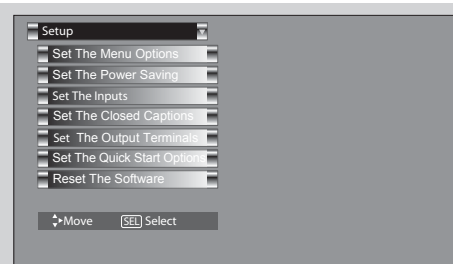 Setup
Set The Menu Options
Set The Power Saving
Set The Inputs
Set The Closed Captions
Set The Output Terminals
Set The Quick Start Options
Reset The Software
Move SEL Select